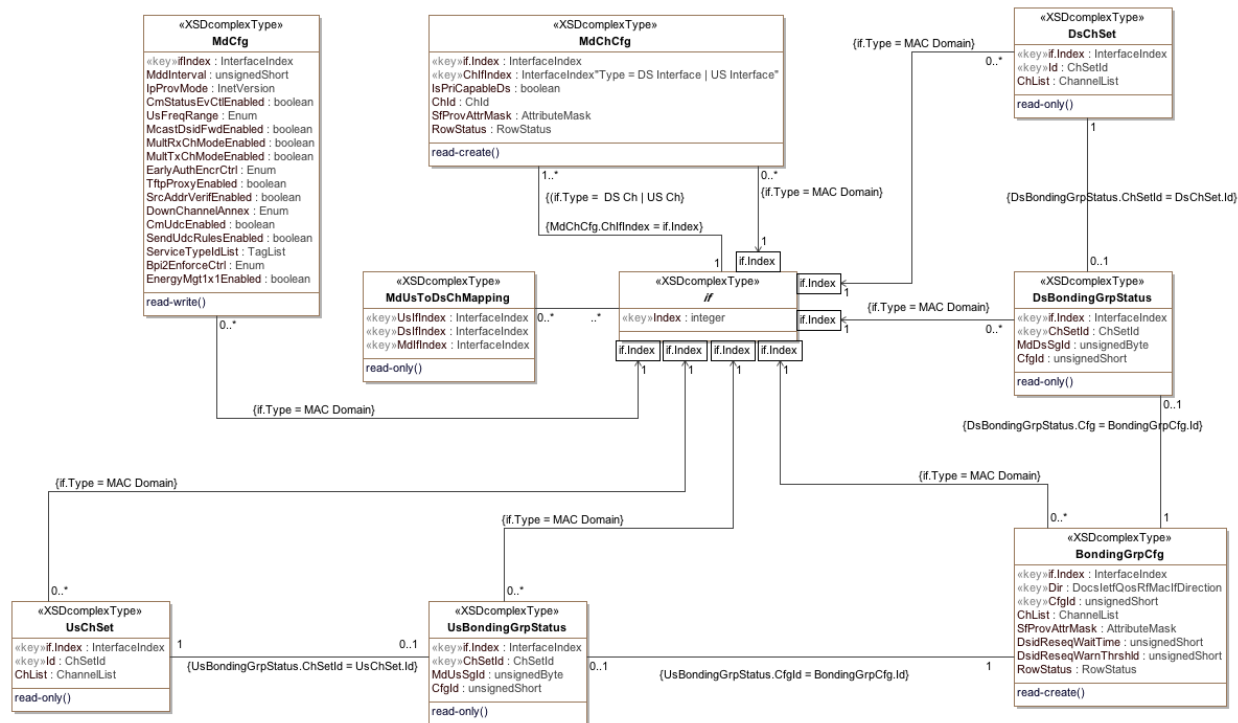 «XSDcomplexType»
MdCfg
«key»ifIndex : InterfaceIndex
MddInterval : unsignedShort
IpProvMode : InetVersion
CmStatusEvCtlEnabled : boolean
UsFreqRange : Enum
McastDsidFwdEnabled : boolean
MultRxChModeEnabled : boolean
MultTxChModeEnabled : boolean
EarlyAuthEncrCtrl : Enum
TftpProxyEnabled : boolean
SrcAddrVerifEnabled : boolean
DownChannelAnnex : Enum
CmUdcEnabled : boolean
SendUdcRulesEnabled : boolean
ServiceTypeIdList : TagList
Bpi2EnforceCtrl : Enum
EnergyMgt1x1Enabled : boolean
read-write()
0..*
{if.Type = MAC Domain}
«XSDcomplexType»
MdChCfg
«key»if.Index : InterfaceIndex
«key»ChIfIndex : InterfaceIndex"Type = DS Interface | US Interface"
IsPriCapableDs : boolean
ChId : ChId
SfProvAttrMask : AttributeMask
RowStatus : RowStatus
read-create()
1..*
0..*
{(if.Type = DS Ch | US Ch}
{if.Type = MAC Domain}
{MdChCfg.ChIfIndex = if.Index}
1
1
if.Index
{if.Type = MAC Domain}
0..*
«XSDcomplexType»
DsChSet
«key»if.Index : InterfaceIndex
«key»Id : ChSetId
ChList : ChannelList
read-only()
1
{DsBondingGrpStatus.ChSetId = DsChSet.Id}
0..1
«XSDcomplexType»
MdUsToDsChMapping
«key»UsIfIndex : InterfaceIndex
«key»DsIfIndex : InterfaceIndex
«key»MdIfIndex : InterfaceIndex
read-only()
0..*
..*
«XSDcomplexType»
if
«key»Index : integer
if.Index
1
if.Index
1
if.Index
1
if.Index
1
if.Index
1
if.Index
1
{if.Type = MAC Domain}
0..*
«XSDcomplexType»
DsBondingGrpStatus
«key»if.Index : InterfaceIndex
«key»ChSetId : ChSetId
MdDsSgId : unsignedByte
CfgId : unsignedShort
read-only()
0..1
{DsBondingGrpStatus.Cfg = BondingGrpCfg.Id}
1
{if.Type = MAC Domain}
{if.Type = MAC Domain}
{if.Type = MAC Domain}
0..*
0..*
0..*
«XSDcomplexType»
UsChSet
«key»if.Index : InterfaceIndex
«key»Id : ChSetId
ChList : ChannelList
read-only()
1
0..1
{UsBondingGrpStatus.ChSetId = UsChSet.Id}
«XSDcomplexType»
UsBondingGrpStatus
«key»if.Index : InterfaceIndex
«key»ChSetId : ChSetId
MdUsSgId : unsignedByte
CfgId : unsignedShort
read-only()
0..1
1
{UsBondingGrpStatus.CfgId = BondingGrpCfg.Id}
«XSDcomplexType»
BondingGrpCfg
«key»if.Index : InterfaceIndex
«key»Dir : DocsIetfQosRfMacIfDirection
«key»CfgId : unsignedShort
ChList : ChannelList
SfProvAttrMask : AttributeMask
DsidReseqWaitTime : unsignedShort
DsidReseqWarnThrshld : unsignedShort
RowStatus : RowStatus
read-create()